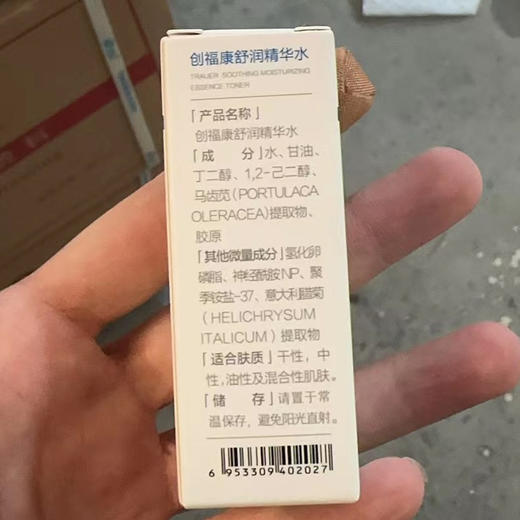 创福康舒润精华水
TRAUER SOOTHING MOISTURIZING
ESSENCE TONER
「产品名称」
创福康舒润精华水
「成 分」水、甘油、
丁二醇、1,2-己二醇、
马齿苋(PORTULACA
OLERACEA)提取物、
胶原
「其他微量成分」氢化卵
磷脂、神经酰胺NP、聚
季铵盐-37、意大利蜡菊
(HELICHRYSUM
ITALICUM)提取物
「适合肤质」干性,中
性,油性及混合性肌肤。
「储 存」请置于常
温保存,避免阳光直射。
6 953309 402027